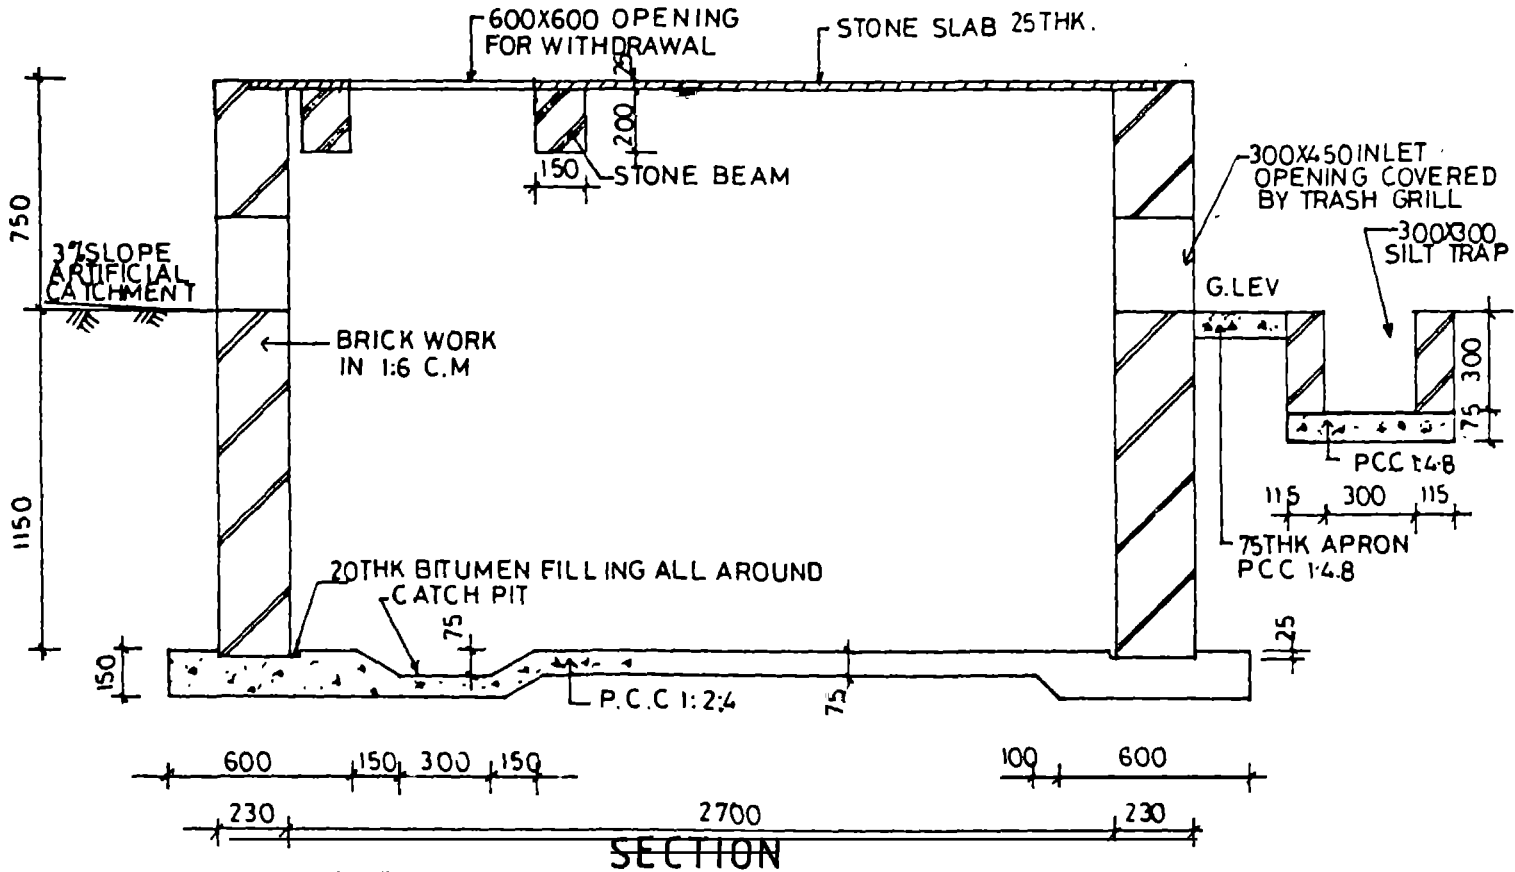 600X600 OPENING
FOR WITHDRAWAL
STONE SLAB 25THK.
25
200
150
STONE BEAM
300X450 INLET
OPENING COVERED
BY TRASH GRILL
300X300
SILT TRAP
750
3%SLOPE
ARTIFICIAL
CATCHMENT
G.LEV
BRICK WORK
IN 1:6 C.M
300
75
PCC 1:4:8
115 300 115
75THK APRON
PCC 1:4:8
1150
20THK BITUMEN FILLING ALL AROUND
CATCH PIT
75
25
150
P.C.C 1:2:4
75
600 150 300 150 100 600
230 2700 230
SECTION